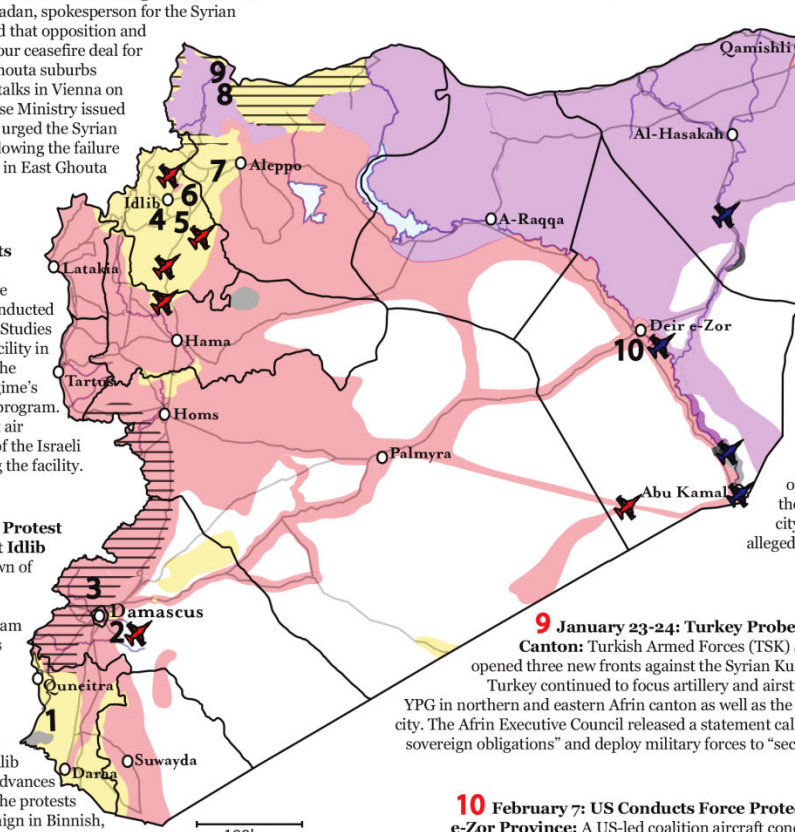 adan, spokesperson for the Syrian
d that opposition and
our ceasefire deal for
houta suburbs
talks in Vienna on
se Ministry issued
urged the Syrian
lowing the failure
in East Ghouta
ts
e
nducted
Studies
cility in
he
gime's
program.
air
of the Israeli
g the facility.
Protest
t Idlib
wn of
am
s
lib
dvances
he protests
aign in Binnish,
Qamishli
9
8
Al-Hasakah
7
Aleppo
6
Idlib
4
5
A-Raqqa
Latakia
Deir e-Zor
10
Hama
Tartus
Homs
Palmyra
Abu Kamal
3
Damascus
2
Quneitra
1
Suwayda
Daraa
o
the
city
alleged
9 January 23-24: Turkey Probe
Canton: Turkish Armed Forces (TSK)
opened three new fronts against the Syrian Ku
Turkey continued to focus artillery and airst
YPG in northern and eastern Afrin canton as well as the
city. The Afrin Executive Council released a statement cal
sovereign obligations” and deploy military forces to “sec
10 February 7: US Conducts Force Prote
e-Zor Province: A US-led coalition aircraft con